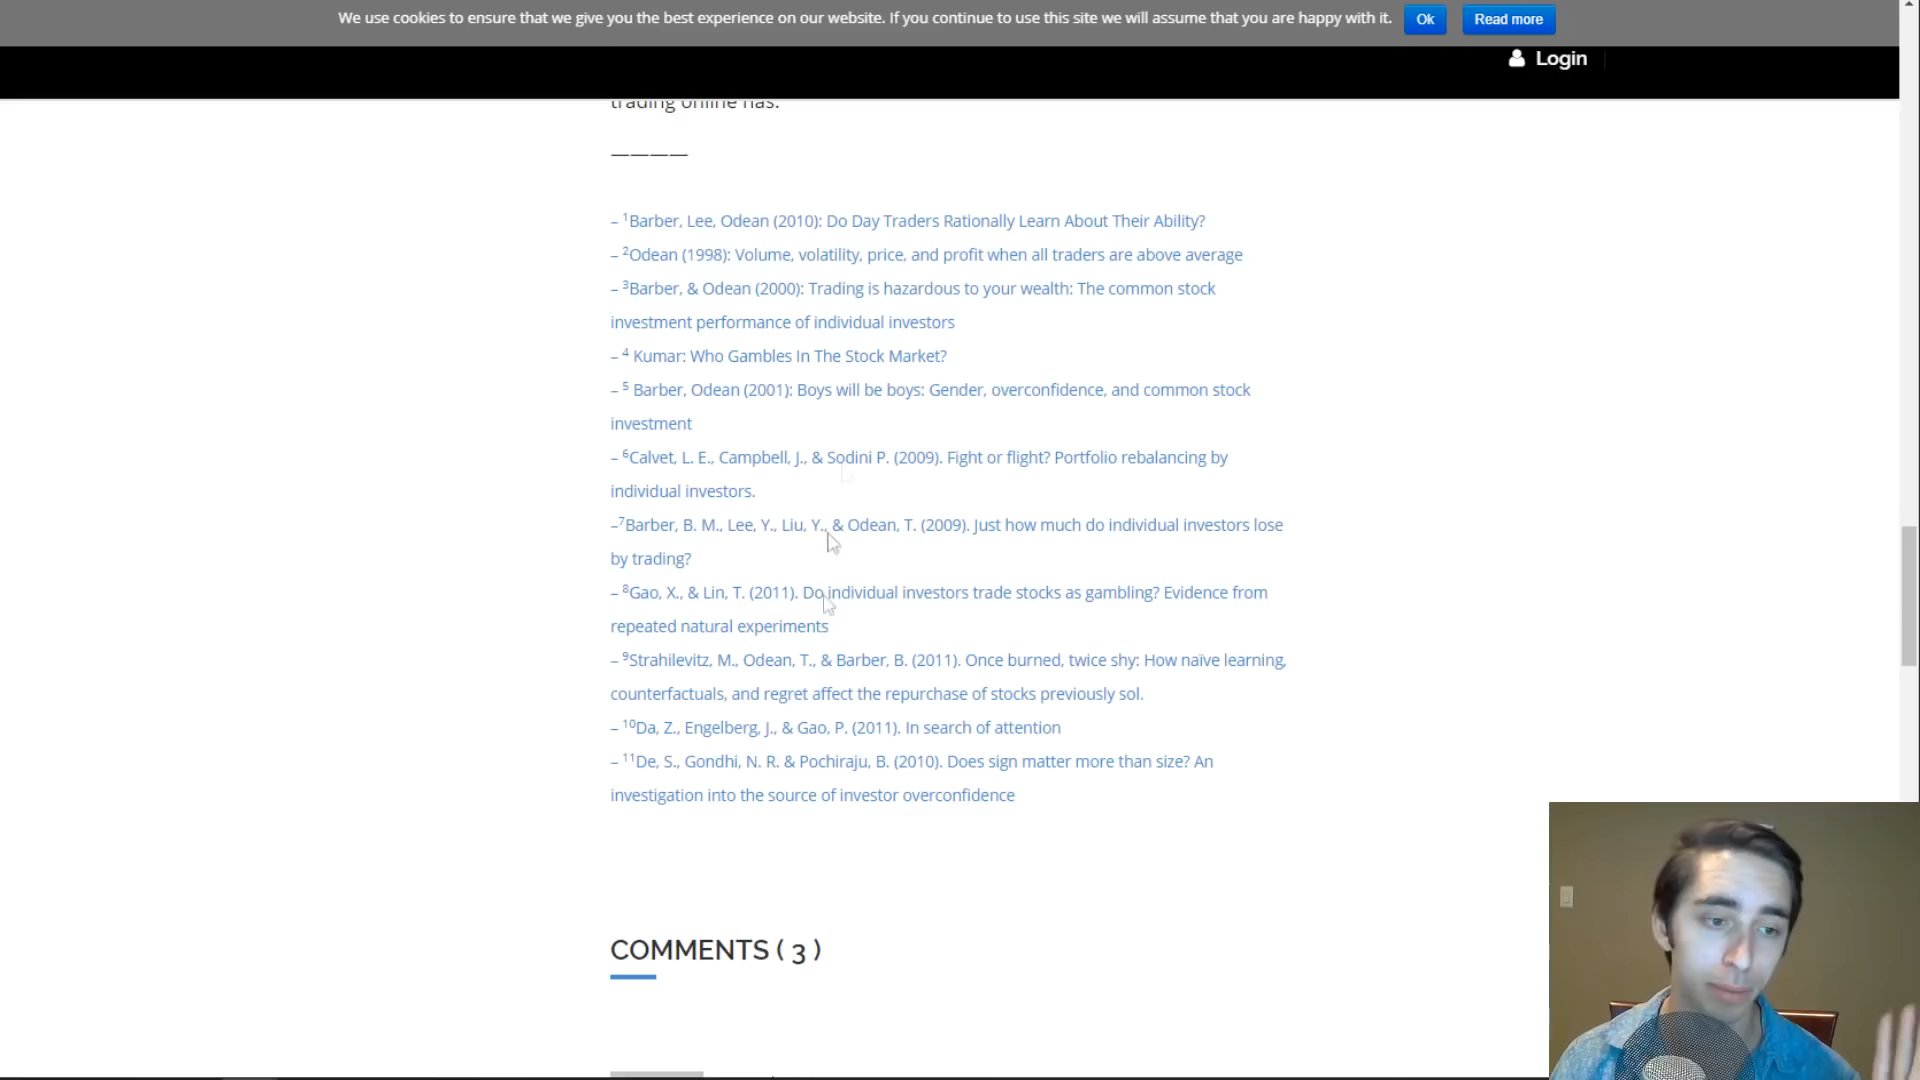 We use cookies to ensure that we give you the best experience on our website. If you continue to use this site we will assume that you are happy with it. Ok Read more
Login
trading online has.
————
– ¹Barber, Lee, Odean (2010): Do Day Traders Rationally Learn About Their Ability?
– ²Odean (1998): Volume, volatility, price, and profit when all traders are above average
– ³Barber, & Odean (2000): Trading is hazardous to your wealth: The common stock
investment performance of individual investors
– ⁴ Kumar: Who Gambles In The Stock Market?
– ⁵ Barber, Odean (2001): Boys will be boys: Gender, overconfidence, and common stock
investment
– ⁶Calvet, L. E., Campbell, J., & Sodini P. (2009). Fight or flight? Portfolio rebalancing by
individual investors.
–⁷Barber, B. M., Lee, Y., Liu, Y., & Odean, T. (2009). Just how much do individual investors lose
by trading?
– ⁸Gao, X., & Lin, T. (2011). Do individual investors trade stocks as gambling? Evidence from
repeated natural experiments
– ⁹Strahilevitz, M., Odean, T., & Barber, B. (2011). Once burned, twice shy: How naïve learning,
counterfactuals, and regret affect the repurchase of stocks previously sol.
– ¹⁰Da, Z., Engelberg, J., & Gao, P. (2011). In search of attention
– ¹¹De, S., Gondhi, N. R. & Pochiraju, B. (2010). Does sign matter more than size? An
investigation into the source of investor overconfidence
COMMENTS ( 3 )